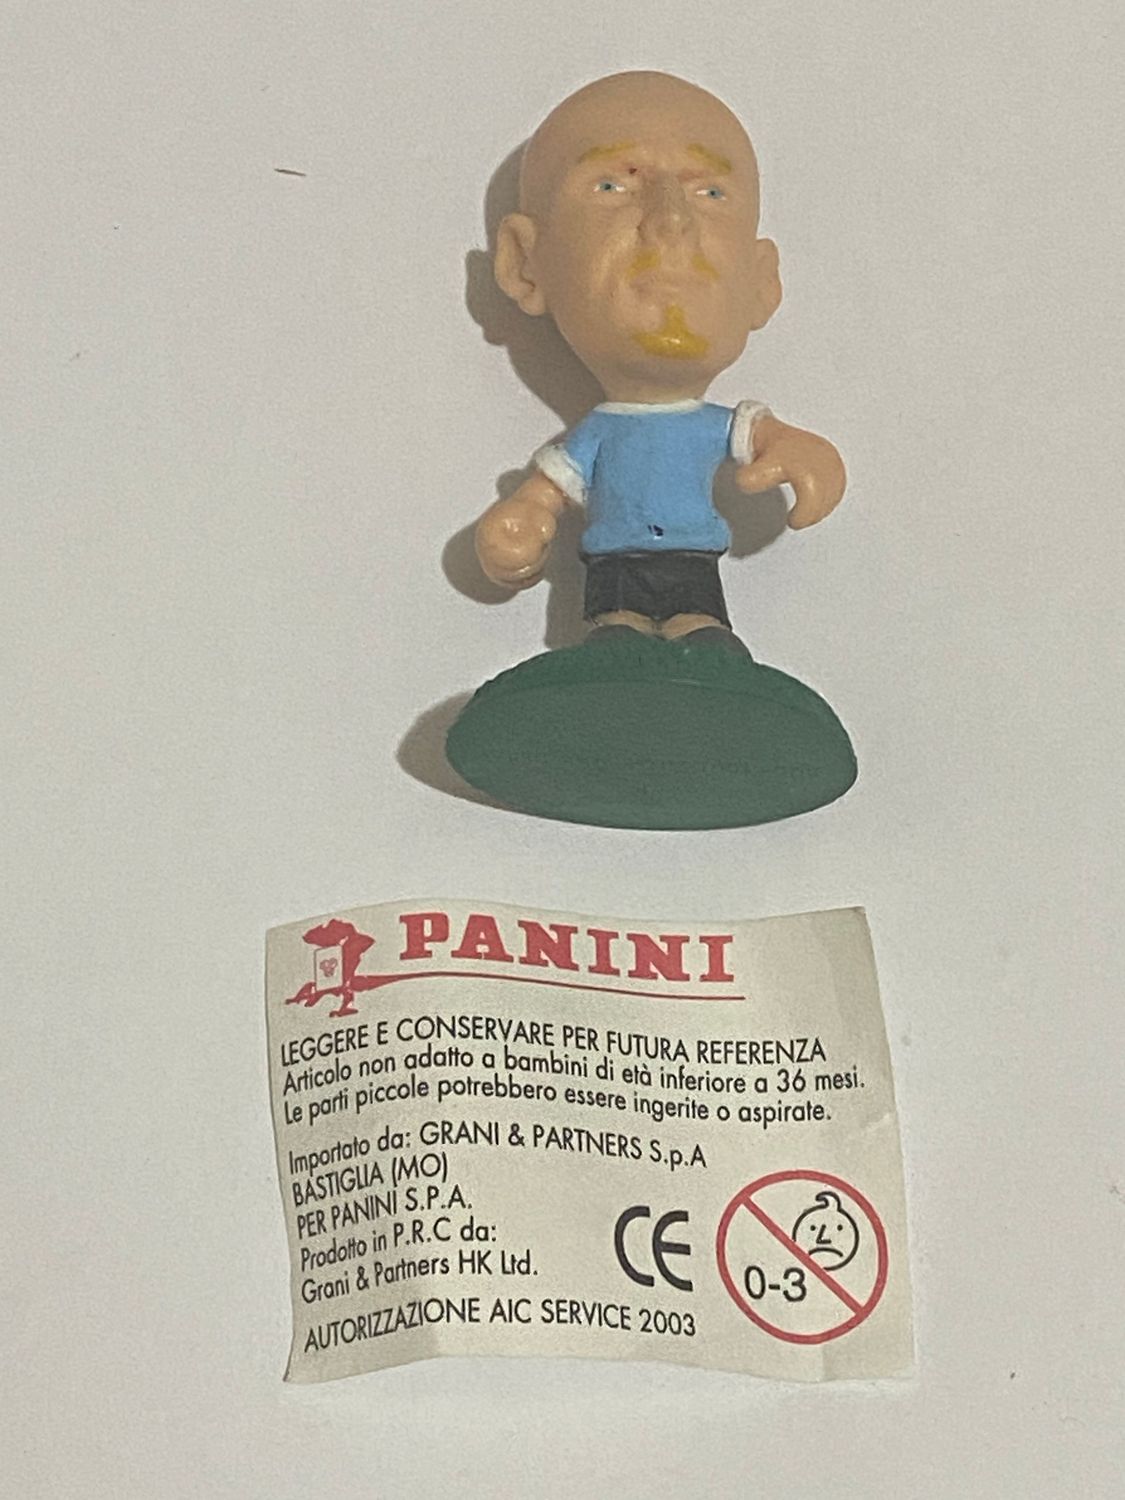 PANINI
LEGGERE E CONSERVARE PER FUTURA REFERENZA
Articolo non adatto a bambini di età inferiore a 36 mesi.
Le parti piccole potrebbero essere ingerite o aspirate.
Importato da: GRANI & PARTNERS S.p.A
BASTIGLIA (MO)
PER PANINI S.P.A.
Prodotto in P.R.C da:
Grani & Partners HK Ltd.
CE
0-3
AUTORIZZAZIONE AIC SERVICE 2003